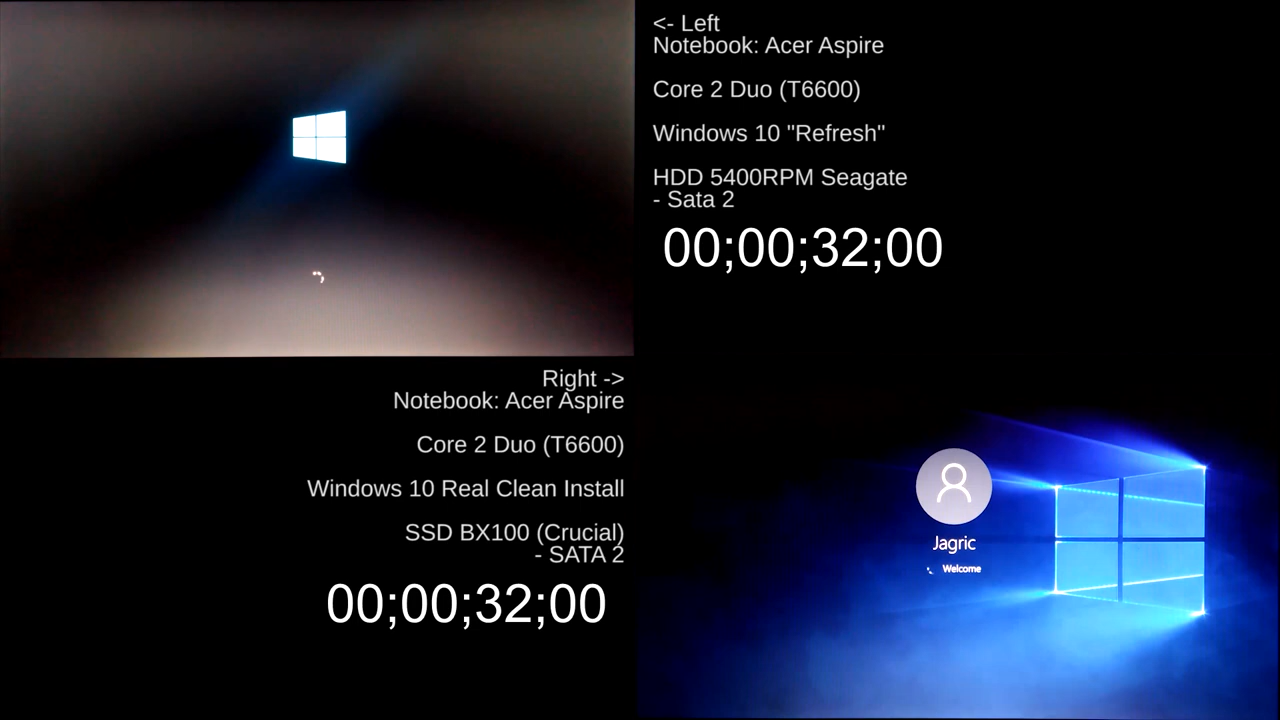 <- Left
Notebook: Acer Aspire
Core 2 Duo (T6600)
Windows 10 "Refresh"
HDD 5400RPM Seagate
- Sata 2
00;00;32;00
Right ->
Notebook: Acer Aspire
Core 2 Duo (T6600)
Windows 10 Real Clean Install
SSD BX100 (Crucial)
- SATA 2
00;00;32;00
Jagric
Welcome